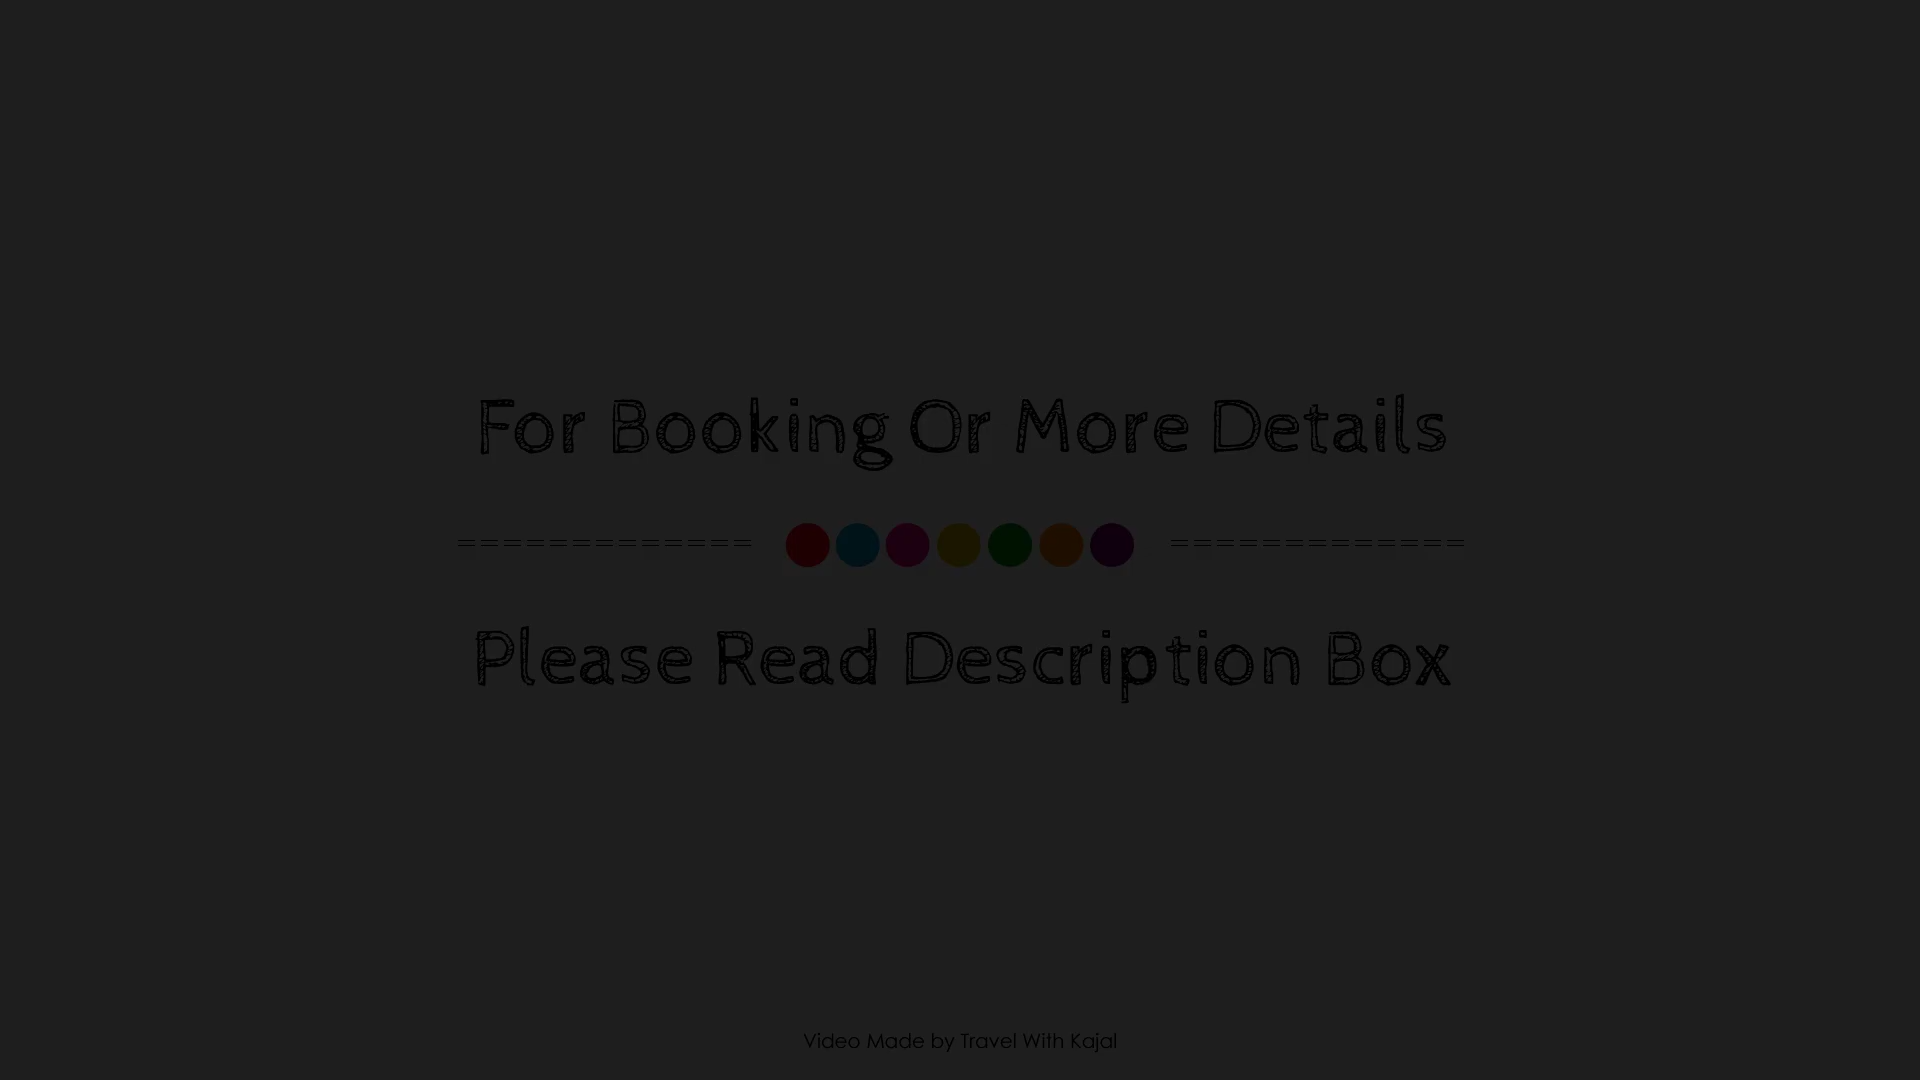 For Booking Or More Details
============= =============
Please Read Description Box
Video Made by Travel With Kajal